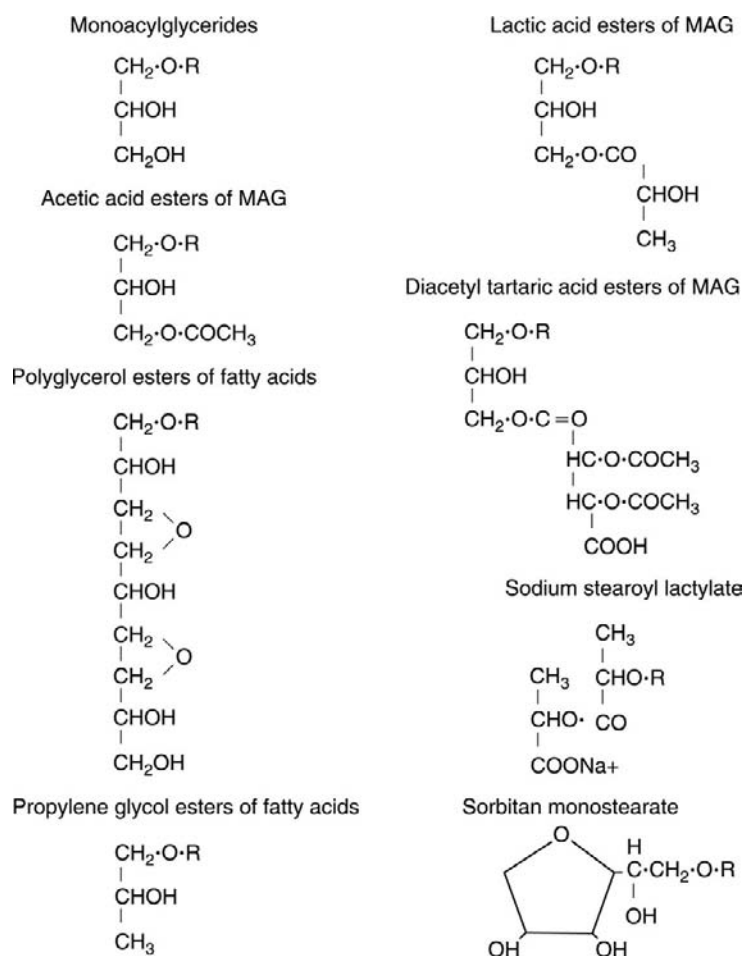 Monoacylglycerides
CH₂·O·R
CHOH
CH₂OH
Acetic acid esters of MAG
CH₂·O·R
CHOH
CH₂·O·COCH₃
Polyglycerol esters of fatty acids
CH₂·O·R
CHOH
CH₂
O
CH₂
CHOH
CH₂
O
CH₂
CHOH
CH₂OH
Propylene glycol esters of fatty acids
CH₂·O·R
CHOH
CH₃
Lactic acid esters of MAG
CH₂·O·R
CHOH
CH₂·O·CO
CHOH
CH₃
Diacetyl tartaric acid esters of MAG
CH₂·O·R
CHOH
CH₂·O·C=O
HC·O·COCH₃
HC·O·COCH₃
COOH
Sodium stearoyl lactylate
CH₃
CH₃ CHO·R
CHO· CO
COONa+
Sorbitan monostearate
O H
C·CH₂·O·R
OH
OH OH